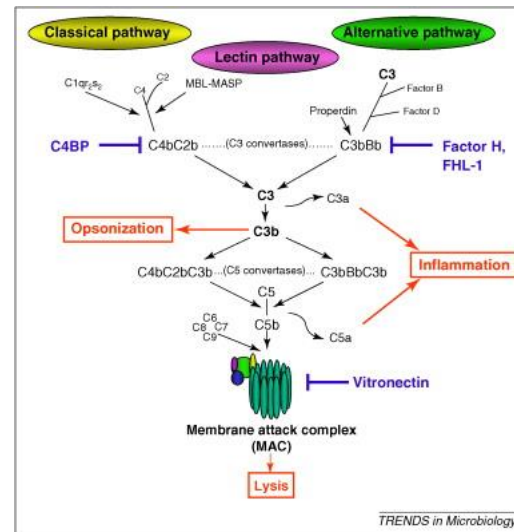 Classical pathway
Lectin pathway
Alternative pathway
C1qr2s2
C4
C2
MBL-MASP
C3
Factor B
Factor D
Properdin
C4BP
C4bC2b ......(C3 convertases)...... C3bBb
Factor H,
FHL-1
C3
C3a
Opsonization
C3b
Inflammation
C4bC2bC3b ...(C5 convertases)... C3bBbC3b
C5
C6
C8 C7
C9
C5b
C5a
Vitronectin
Membrane attack complex
(MAC)
Lysis
TRENDS in Microbiology